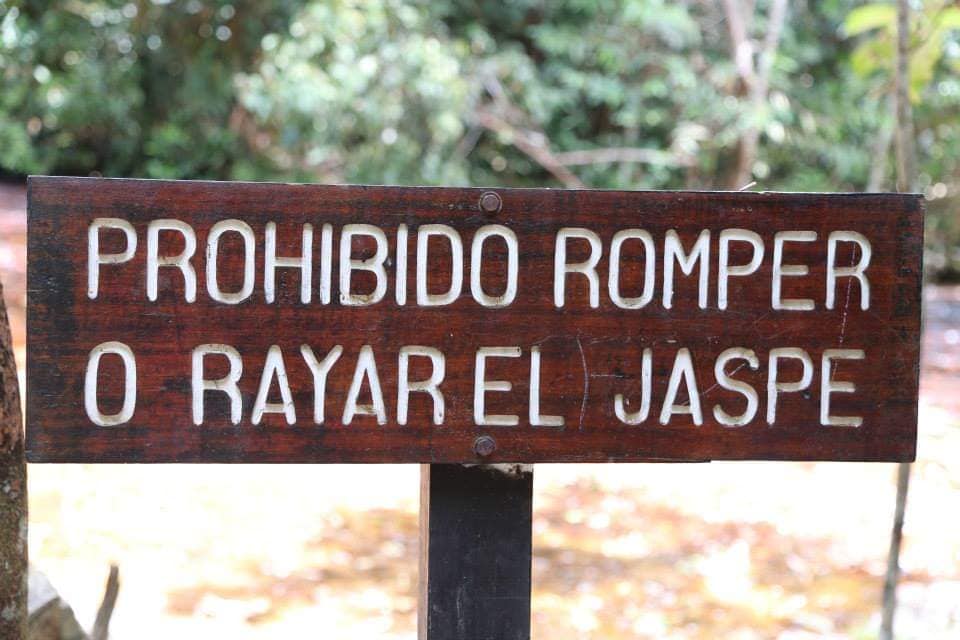 PROHIBIDO ROMPER
O RAYAR EL JASPE